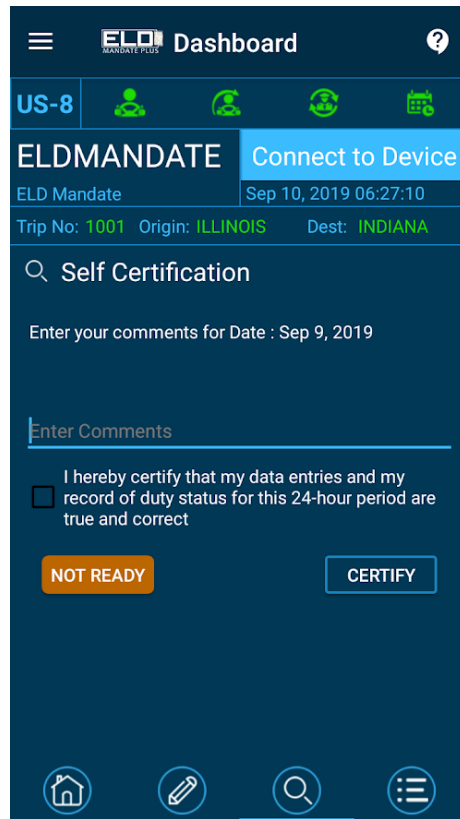 ELD MANDATE PLUS Dashboard ?
US-8
ELDMANDATE Connect to Device
ELD Mandate Sep 10, 2019 06:27:10
Trip No: 1001 Origin: ILLINOIS Dest: INDIANA
Self Certification
Enter your comments for Date : Sep 9, 2019
Enter Comments
I hereby certify that my data entries and my
record of duty status for this 24-hour period are
true and correct
NOT READY CERTIFY